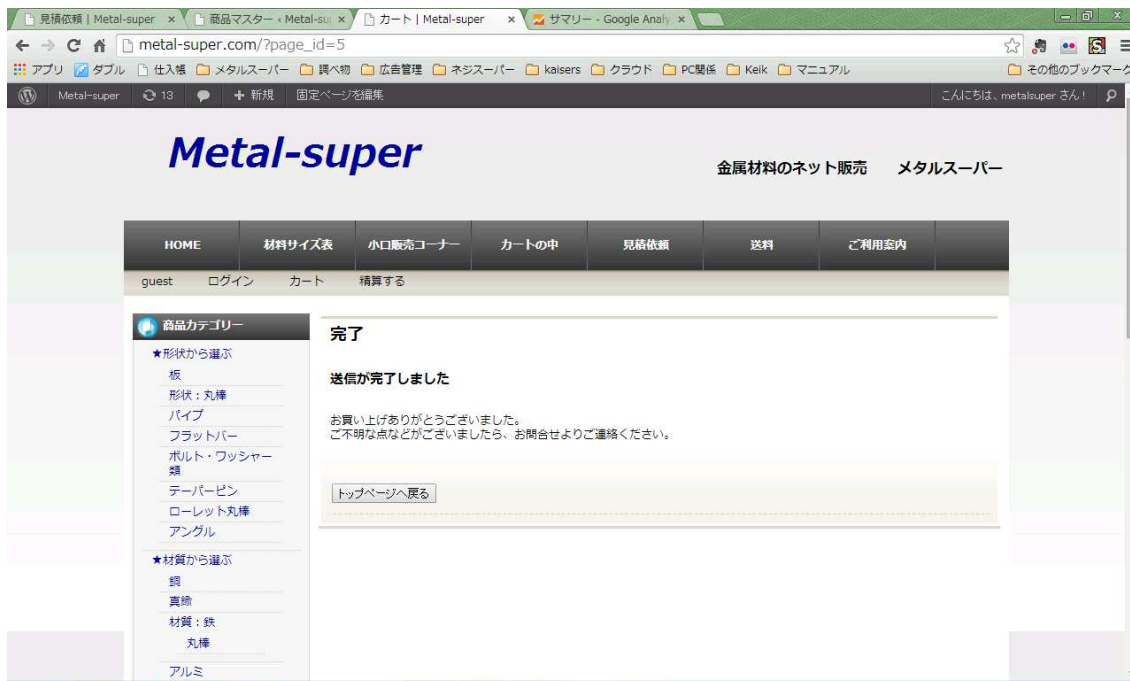 見積依頼 | Metal-super
商品マスター ‹ Metal-su
カート | Metal-super
サマリー - Google Analy
metal-super.com/?page_id=5
アプリ ダブル 仕入帳 メタルスーパー 調べ物 広告管理 ネジスーパー kaisers クラウド PC関係 Keik マニュアル その他のブックマーク
Metal-super 13 + 新規 固定ページを編集 こんにちは、metalsuper さん!
Metal-super
金属材料のネット販売 メタルスーパー
HOME 材料サイズ表 小口販売コーナー カートの中 見積依頼 送料 ご利用案内
guest ログイン カート 精算する
商品カテゴリー
★形状から選ぶ
板
形状:丸棒
パイプ
フラットバー
ボルト・ワッシャー
類
テーパーピン
ローレット丸棒
アングル
★材質から選ぶ
銅
真鍮
材質:鉄
丸棒
アルミ
完了
送信が完了しました
お買い上げありがとうございました。
ご不明な点などがございましたら、お問合せよりご連絡ください。
トップページへ戻る